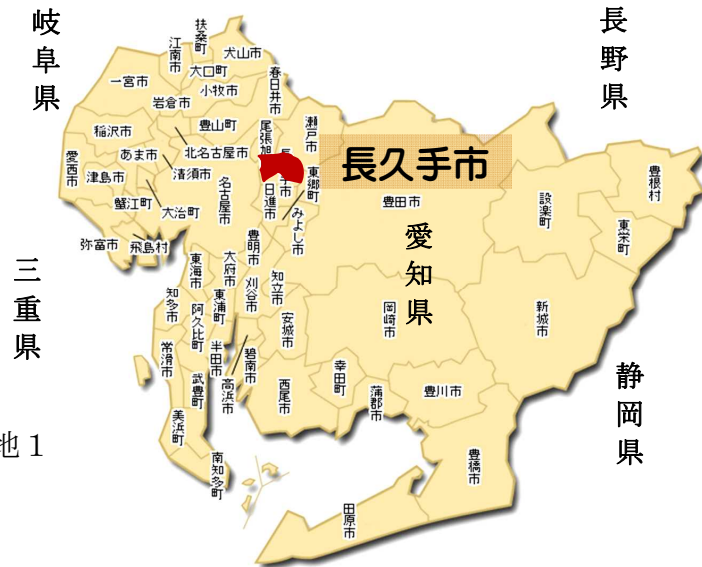 岐阜県
長野県
扶桑町
江南市
犬山市
大口町
一宮市
小牧市
岩倉市
春日井市
稲沢市
豊山町
尾張旭
瀬戸市
愛西市
あま市
北名古屋市
長
手市
長久手市
津島市
清須市
名古屋市
日進市
東郷町
豊田市
設楽町
豊根村
蟹江町
大治町
みよし市
東栄町
弥富市
飛島村
豊明市
愛知県
三重県
東海市
大府市
知立市
知多市
東浦町
刈谷市
岡崎市
新城市
阿久比町
安城市
常滑市
半田市
碧南市
武豊町
高浜市
西尾市
幸田町
蒲郡市
豊川市
静岡県
美浜町
地1
南知多町
豊橋市
田原市